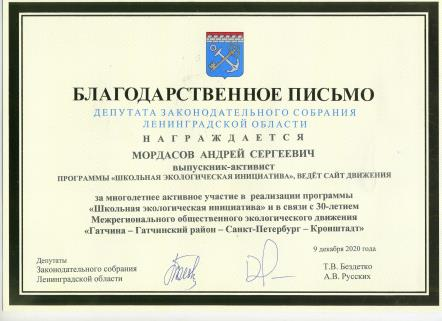 БЛАГОДАРСТВЕННОЕ ПИСЬМО
ДЕПУТАТА ЗАКОНОДАТЕЛЬНОГО СОБРАНИЯ
ЛЕНИНГРАДСКОЙ ОБЛАСТИ
НАГРАЖДАЕТСЯ
МОРДАСОВ АНДРЕЙ СЕРГЕЕВИЧ
выпускник-активист
ПРОГРАММЫ «ШКОЛЬНАЯ ЭКОЛОГИЧЕСКАЯ ИНИЦИАТИВА», ВЕДЁТ САЙТ ДВИЖЕНИЯ
за многолетнее активное участие в реализации программы
«Школьная экологическая инициатива» и в связи с 30-летием
Межрегионального общественного экологического движения
«Гатчина – Гатчинский район – Санкт-Петербург – Кронштадт»
9 декабря 2020 года
Депутаты
Законодательного собрания
Ленинградской области
Т.В. Бездетко
А.В. Русских